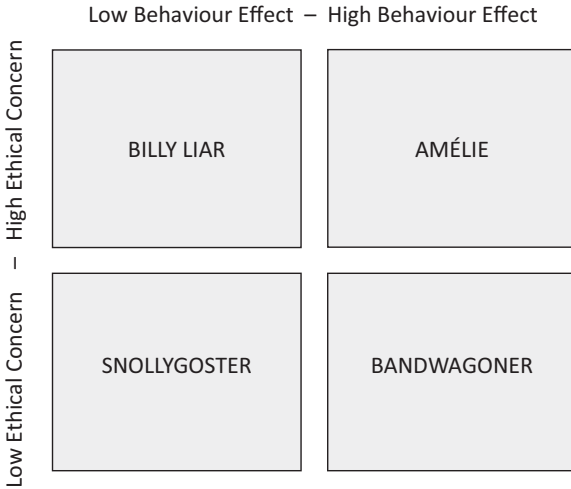 Low Behaviour Effect – High Behaviour Effect
Low Ethical Concern – High Ethical Concern
BILLY LIAR
AMÉLIE
SNOLLYGOSTER
BANDWAGONER